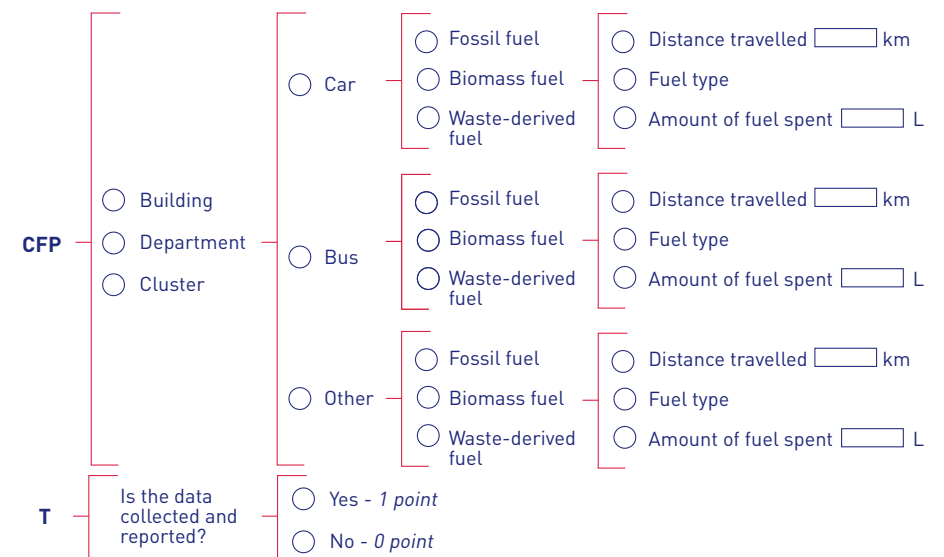 CFP
Building
Department
Cluster
Car
Fossil fuel
Biomass fuel
Waste-derived
fuel
Distance travelled km
Fuel type
Amount of fuel spent L
Bus
Fossil fuel
Biomass fuel
Waste-derived
fuel
Distance travelled km
Fuel type
Amount of fuel spent L
Other
Fossil fuel
Biomass fuel
Waste-derived
fuel
Distance travelled km
Fuel type
Amount of fuel spent L
T
Is the data
collected and
reported?
Yes - 1 point
No - 0 point